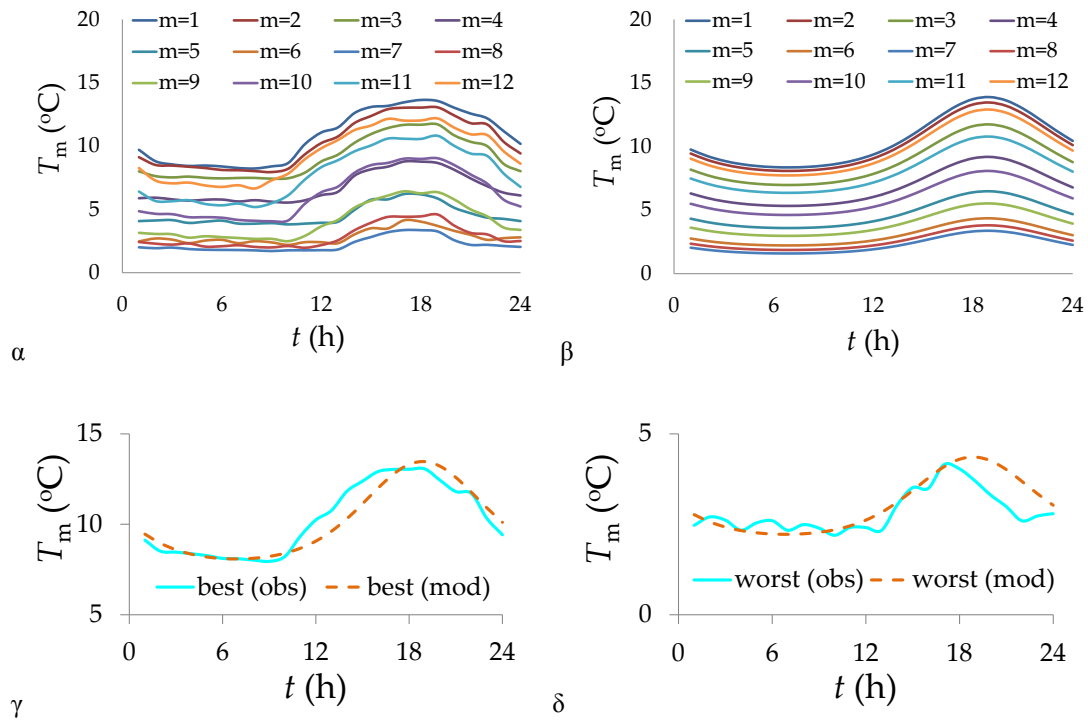 20
m=1 m=2 m=3 m=4
m=5 m=6 m=7 m=8
m=9 m=10 m=11 m=12
15
10
5
0
Tm (oC)
0 6 12 18 24
t (h)
α
20
m=1 m=2 m=3 m=4
m=5 m=6 m=7 m=8
m=9 m=10 m=11 m=12
15
10
5
0
Tm (oC)
0 6 12 18 24
t (h)
β
15
10
5
Tm (oC)
best (obs) best (mod)
0 6 12 18 24
t (h)
γ
5
0
Tm (oC)
worst (obs) worst (mod)
0 6 12 18 24
t (h)
δ